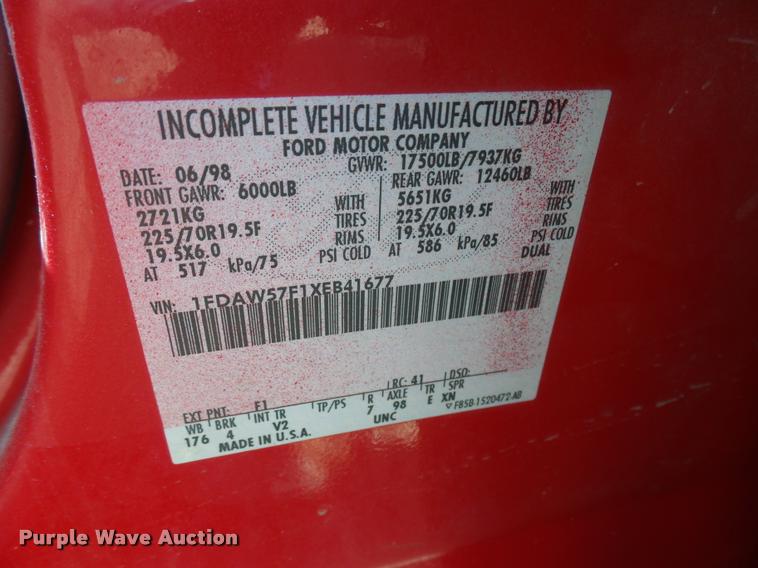 INCOMPLETE VEHICLE MANUFACTURED BY
FORD MOTOR COMPANY
DATE: 06/98 GVWR: 17500LB/7937KG
FRONT GAWR: 6000LB REAR GAWR: 12460LB
2721KG WITH 5651KG WITH
225/70R19.5F TIRES 225/70R19.5F TIRES
19.5X6.0 RIMS 19.5X6.0 RIMS
AT 517 kPa/75 PSI COLD AT 586 kPa/85 PSI COLD
DUAL
VIN: 1FDAW57F1XEB41677
EXT PNT: F1 RC: 41 DSO:
WB BRK INT TR TP/PS R AXLE TR SPR
176 4 V2 7 98 E XN
MADE IN U.S.A. UNC ▽ F85B-1520472-AB
Purple Wave Auction